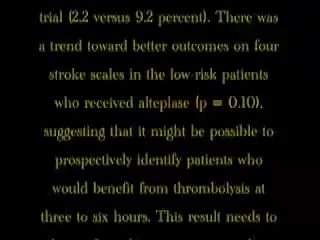 trial (2.2 versus 9.2 percent). There was
a trend toward better outcomes on four
stroke scales in the low-risk patients
who received alteplase (p = 0.10),
suggesting that it might be possible to
prospectively identify patients who
would benefit from thrombolysis at
three to six hours. This result needs to